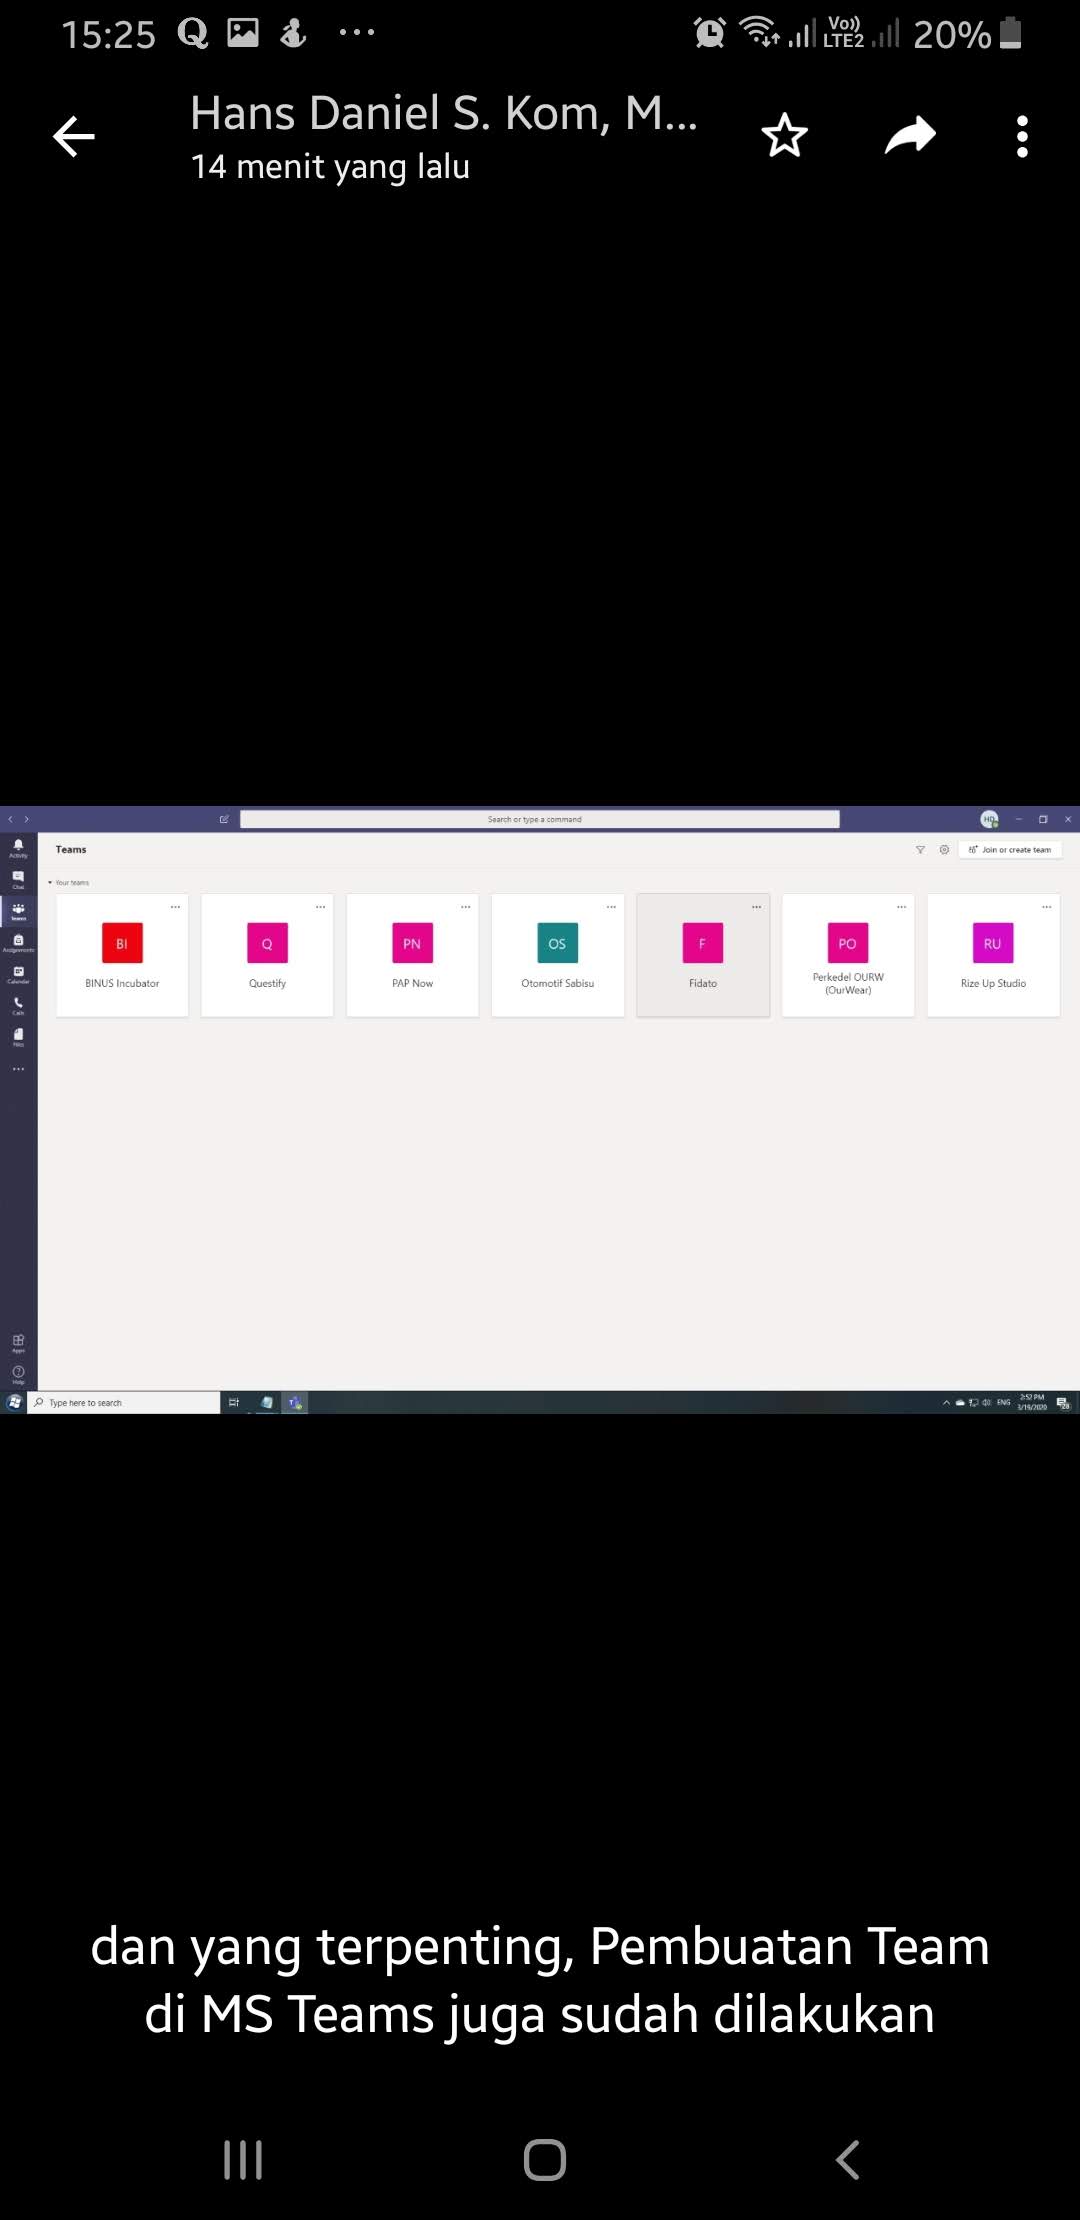 15:25
Vo))
LTE2
20%
Hans Daniel S. Kom, M...
14 menit yang lalu
Search or type a command
HD
Activity
Chat
Teams
Assignments
Calendar
Calls
Files
Apps
Help
Teams
Join or create team
Your teams
BI
BINUS Incubator
Q
Questify
PN
PAP Now
OS
Otomotif Sabisu
F
Fidato
PO
Perkedel OURW
(OurWear)
RU
Rize Up Studio
Type here to search
ENG
2:52 PM
3/19/2020
dan yang terpenting, Pembuatan Team
di MS Teams juga sudah dilakukan